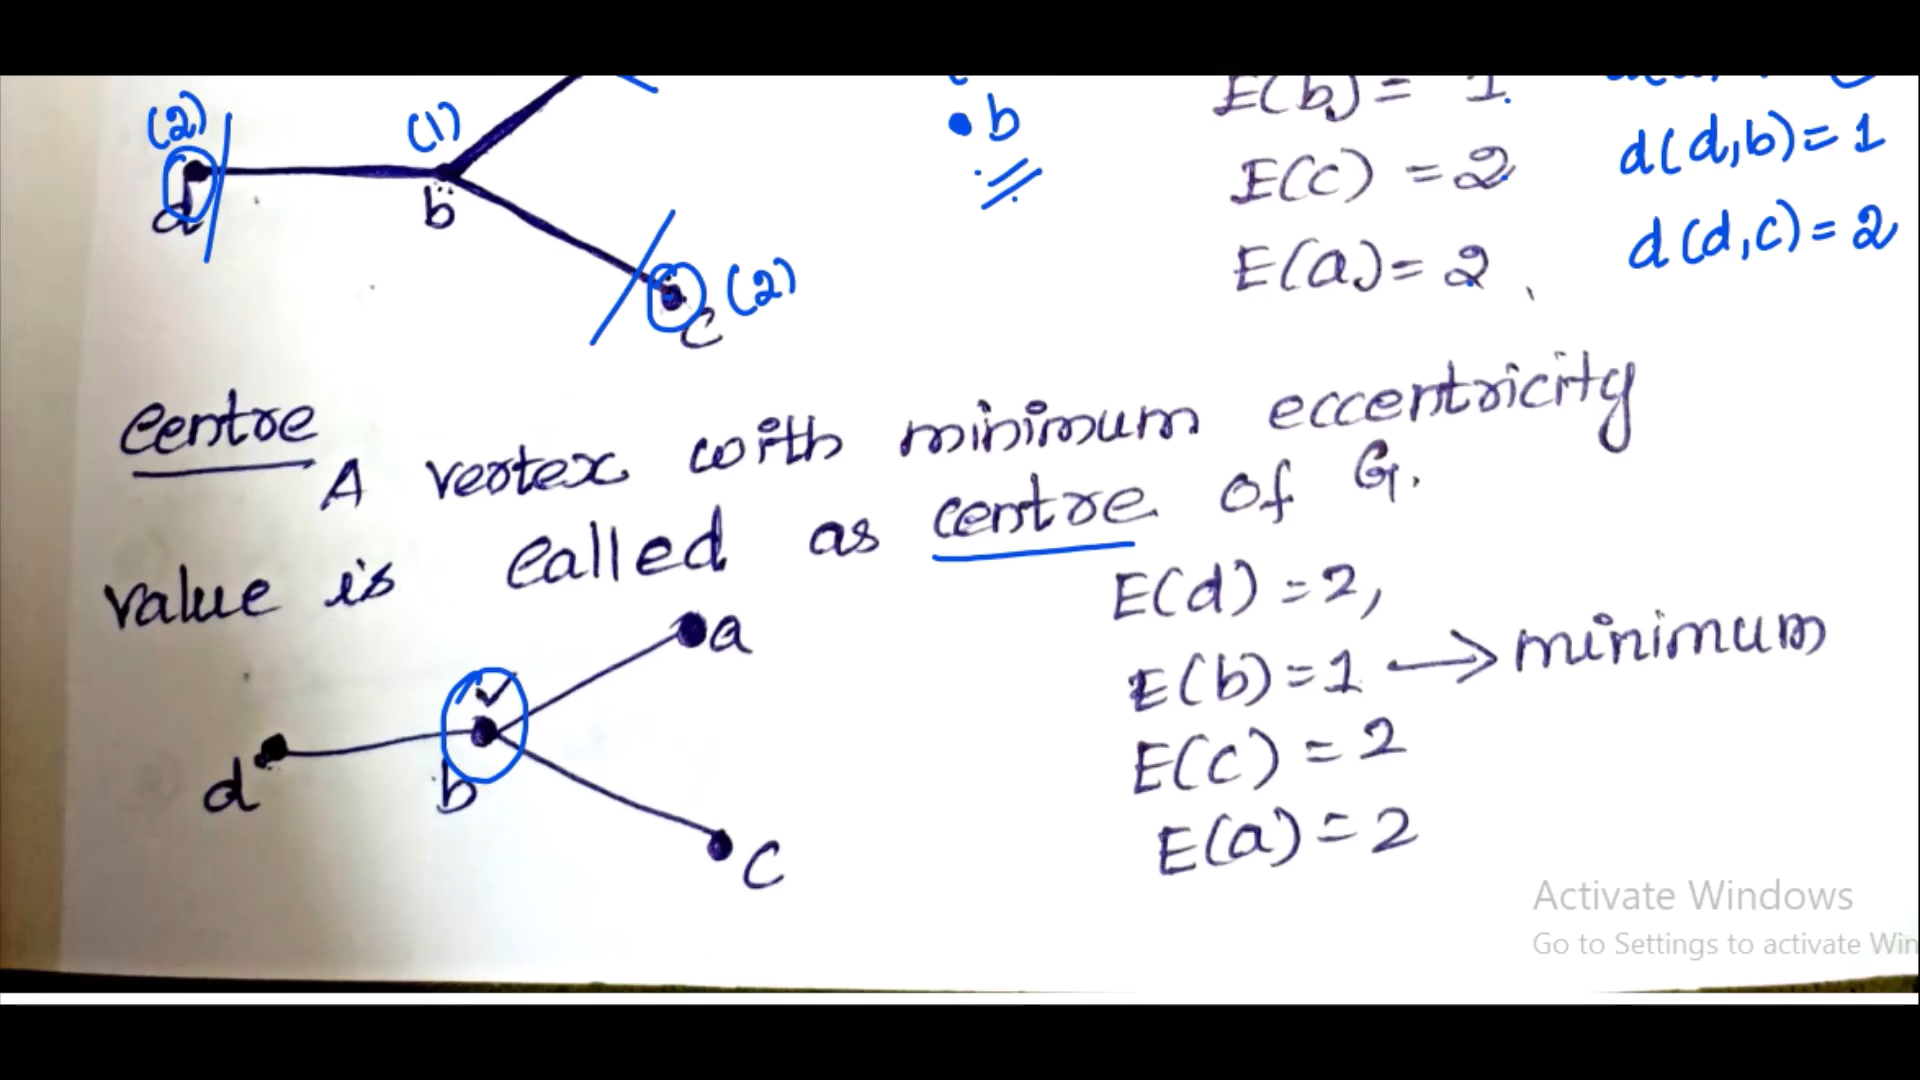 (2)
(1)
• b
E(b) = 1.
d(d,b) = 1
d
b
E(c) = 2
d(d,c) = 2
E(a) = 2
c (2)
Centre
A vertex with minimum eccentricity
value is called as centre of G.
E(d) = 2,
a
E(b) = 1 → minimum
d
b
E(c) = 2
c
E(a) = 2
Activate Windows
Go to Settings to activate Win